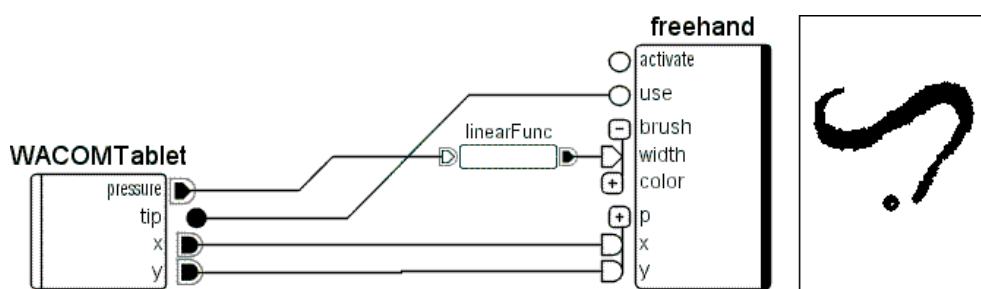 freehand
activate
use
linearFunc
brush
WACOMTablet
width
pressure
color
tip
p
x
x
y
y